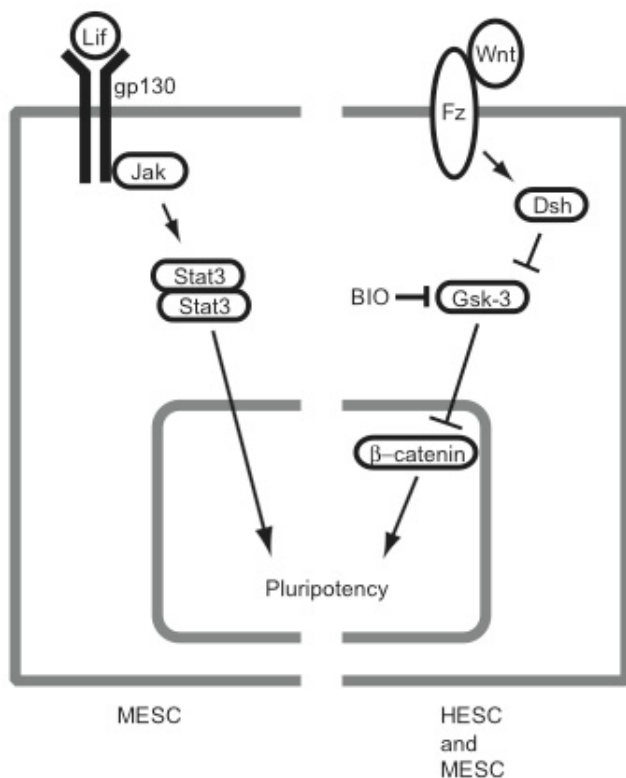 Lif
gp130
Jak
Stat3
Stat3
Wnt
Fz
Dsh
BIO
Gsk-3
β–catenin
Pluripotency
MESC
HESC
and
MESC